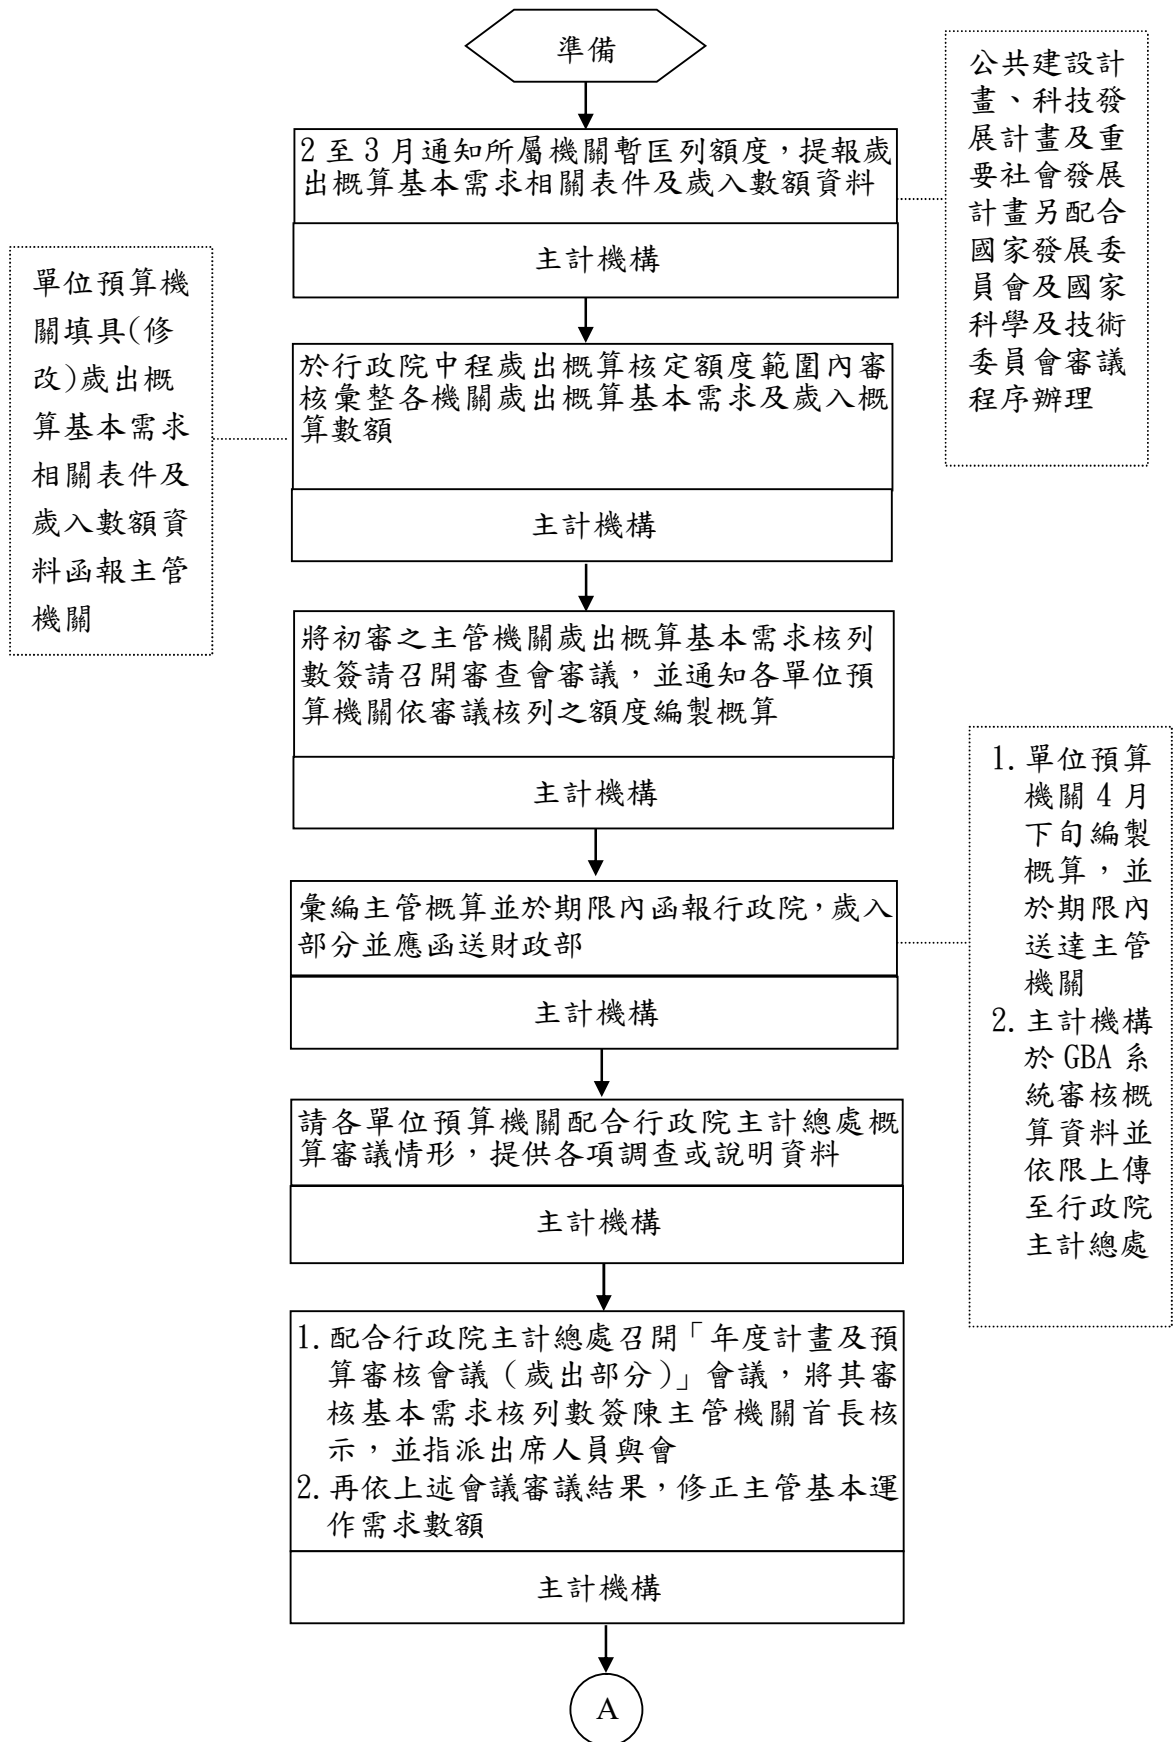 準備
公共建設計
畫、科技發
展計畫及重
要社會發展
計畫另配合
國家發展委
員會及國家
科學及技術
委員會審議
程序辦理
2 至 3 月通知所屬機關暫匡列額度，提報歲
出概算基本需求相關表件及歲入數額資料
主計機構
單位預算機
關填具(修
改)歲出概
算基本需求
相關表件及
歲入數額資
料函報主管
機關
於行政院中程歲出概算核定額度範圍內審
核彙整各機關歲出概算基本需求及歲入概
算數額
主計機構
將初審之主管機關歲出概算基本需求核列
數簽請召開審查會審議，並通知各單位預
算機關依審議核列之額度編製概算
主計機構
1. 單位預算
機關 4 月
下旬編製
概算，並
於期限內
送達主管
機關
2. 主計機構
於 GBA 系
統審核概
算資料並
依限上傳
至行政院
主計總處
彙編主管概算並於期限內函報行政院，歲入
部分並應函送財政部
主計機構
請各單位預算機關配合行政院主計總處概
算審議情形，提供各項調查或說明資料
主計機構
1. 配合行政院主計總處召開「年度計畫及預
算審核會議（歲出部分）」會議，將其審
核基本需求核列數簽陳主管機關首長核
示，並指派出席人員與會
2. 再依上述會議審議結果，修正主管基本運
作需求數額
主計機構
A